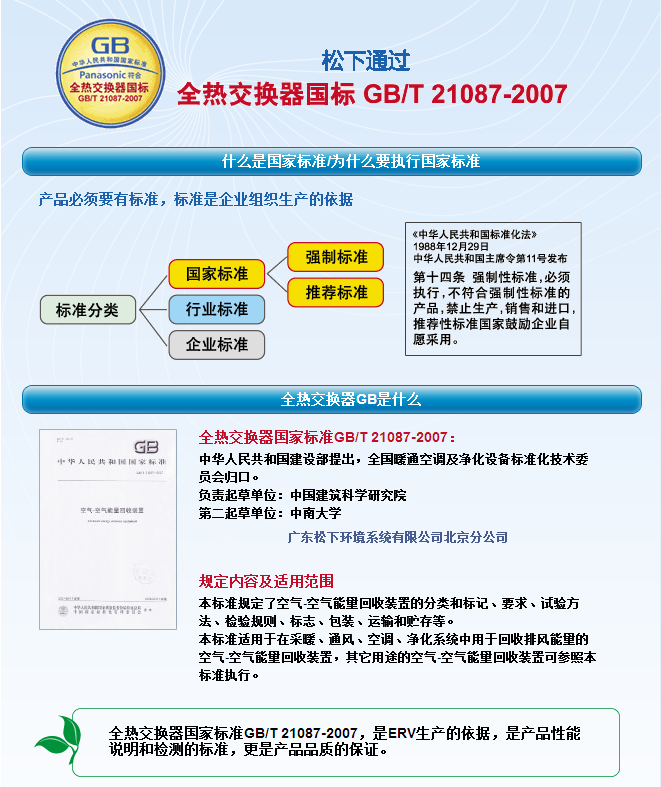 GB
中华人民共和国国家标准
Panasonic 符合
全热交换器国标
GB/T 21087-2007
松下通过
全热交换器国标 GB/T 21087-2007
什么是国家标准/为什么要执行国家标准
产品必须要有标准，标准是企业组织生产的依据
标准分类
国家标准
行业标准
企业标准
强制标准
推荐标准
《中华人民共和国标准化法》
1988年12月29日
中华人民共和国主席令第11号发布
第十四条 强制性标准,必须
执行,不符合强制性标准的
产品,禁止生产,销售和进口,
推荐性标准国家鼓励企业自
愿采用。
全热交换器GB是什么
GB
中华人民共和国国家标准
空气-空气能量回收装置
全热交换器国家标准GB/T 21087-2007：
中华人民共和国建设部提出，全国暖通空调及净化设备标准化技术委
员会归口。
负责起草单位：中国建筑科学研究院
第二起草单位：中南大学
广东松下环境系统有限公司北京分公司
规定内容及适用范围
本标准规定了空气-空气能量回收装置的分类和标记、要求、试验方
法、检验规则、标志、包装、运输和贮存等。
本标准适用于在采暖、通风、空调、净化系统中用于回收排风能量的
空气-空气能量回收装置，其它用途的空气-空气能量回收装置可参照本
标准执行。
全热交换器国家标准GB/T 21087-2007，是ERV生产的依据，是产品性能
说明和检测的标准，更是产品品质的保证。